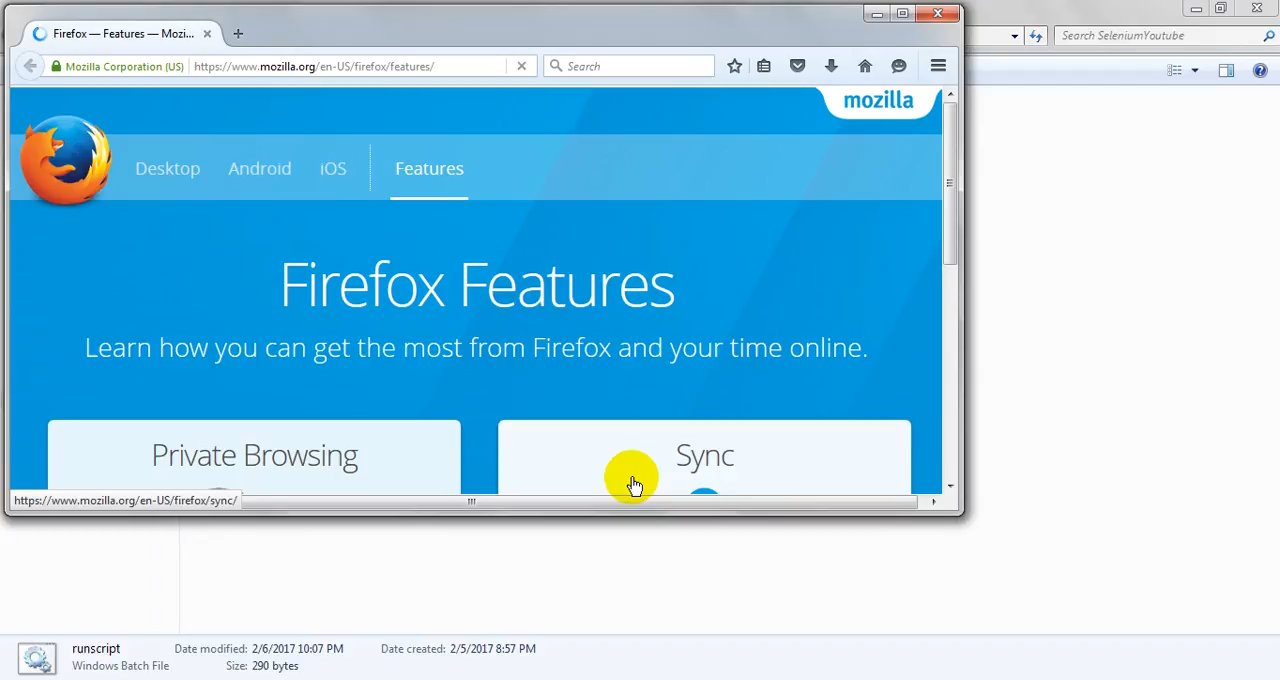 Firefox — Features — Mozi...
Mozilla Corporation (US)
https://www.mozilla.org/en-US/firefox/features/
Search
Search SeleniumYoutube
mozilla
Desktop
Android
iOS
Features
Firefox Features
Learn how you can get the most from Firefox and your time online.
Private Browsing
Sync
https://www.mozilla.org/en-US/firefox/sync/
runscript
Date modified: 2/6/2017 10:07 PM
Date created: 2/5/2017 8:57 PM
Windows Batch File
Size: 290 bytes